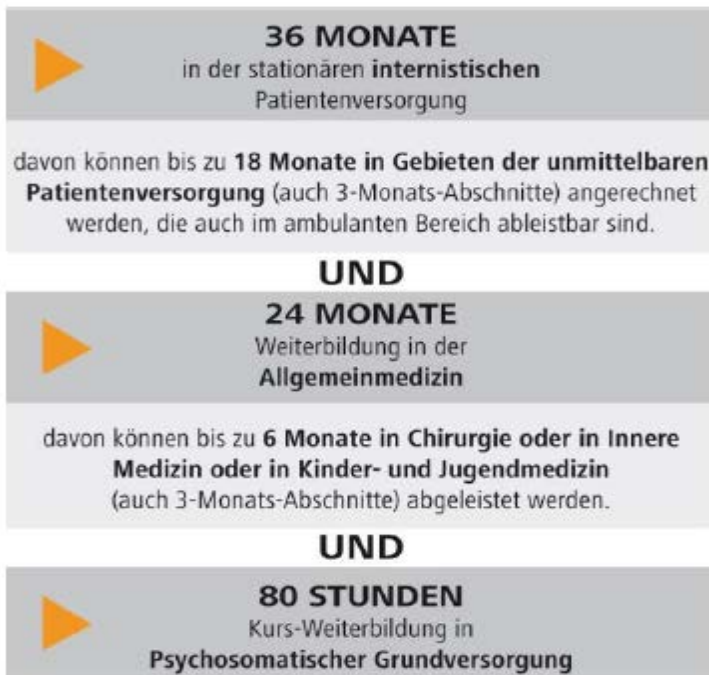 36 MONATE
in der stationären internistischen
Patientenversorgung
davon können bis zu 18 Monate in Gebieten der unmittelbaren
Patientenversorgung (auch 3-Monats-Abschnitte) angerechnet
werden, die auch im ambulanten Bereich ableistbar sind.
UND
24 MONATE
Weiterbildung in der
Allgemeinmedizin
davon können bis zu 6 Monate in Chirurgie oder in Innere
Medizin oder in Kinder- und Jugendmedizin
(auch 3-Monats-Abschnitte) abgeleistet werden.
UND
80 STUNDEN
Kurs-Weiterbildung in
Psychosomatischer Grundversorgung